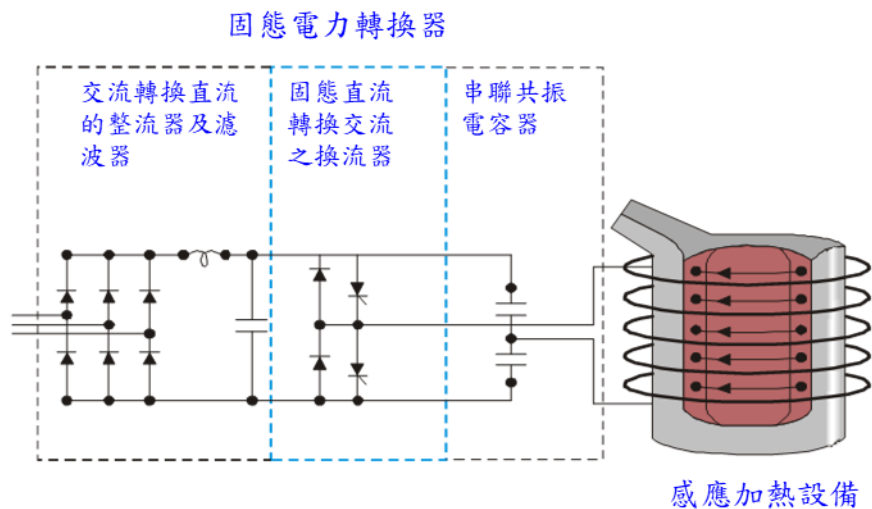 固態電力轉換器
交流轉換直流
的整流器及濾
波器
固態直流
轉換交流
之換流器
串聯共振
電容器
感應加熱設備